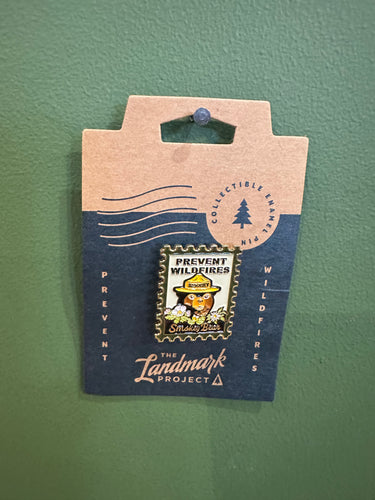 COLLECTIBLE ENAMEL PIN
PREVENT
WILDFIRES
SMOKEY
Smokey Bear
PREVENT
WILDFIRES
THE
Landmark
PROJECT